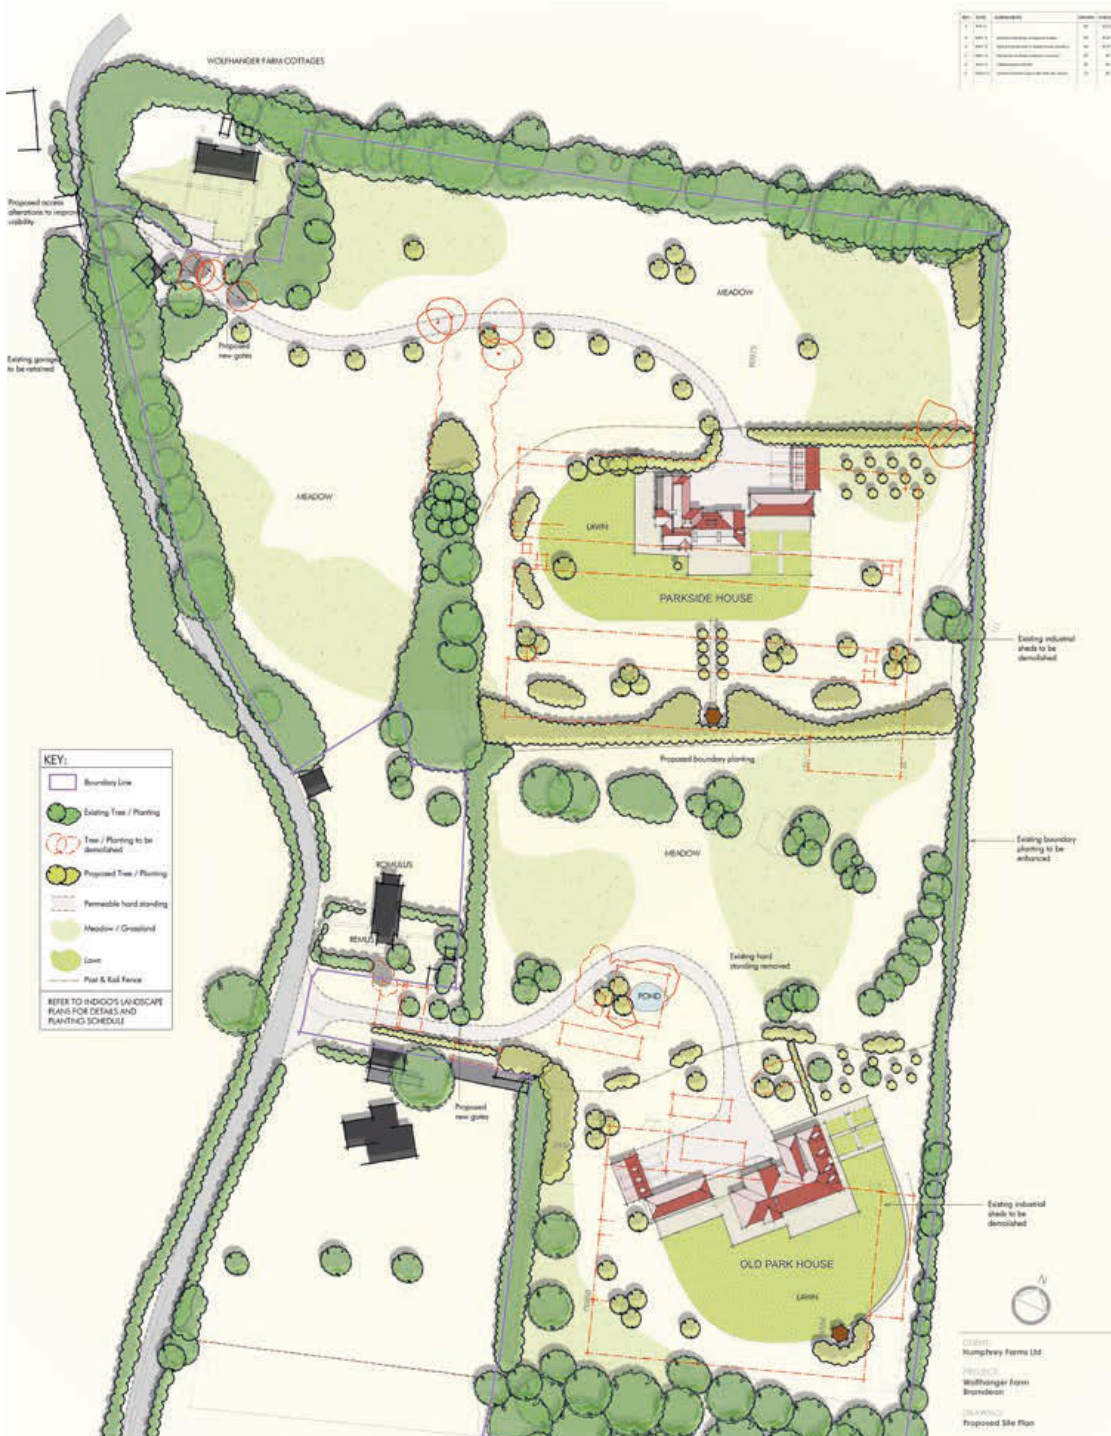 WOLFHANGER FARM COTTAGES
Proposed access
alterations to improve
visibility
MEADOW
Existing garage
to be retained
Proposed
new gates
MEADOW
LAWN
PARKSIDE HOUSE
Existing industrial
sheds to be
demolished
Proposed boundary planting
KEY:
Boundary Line
Existing Tree / Planting
Tree / Planting to be
demolished
Proposed Tree / Planting
Permeable hard standing
Meadow / Grassland
Lawn
Post & Rail Fence
REFER TO INDIGO'S LANDSCAPE
PLANS FOR DETAILS AND
PLANTING SCHEDULE
MEADOW
Existing boundary
planting to be
enhanced
ROMULUS
REMUS
Existing hard
standing removed
POND
Proposed
new gates
Existing industrial
sheds to be
demolished
OLD PARK HOUSE
LAWN
N
CLIENT:
Humphrey Farms Ltd
PROJECT:
Wolfhanger Farm
Bramdean
DRAWING:
Proposed Site Plan